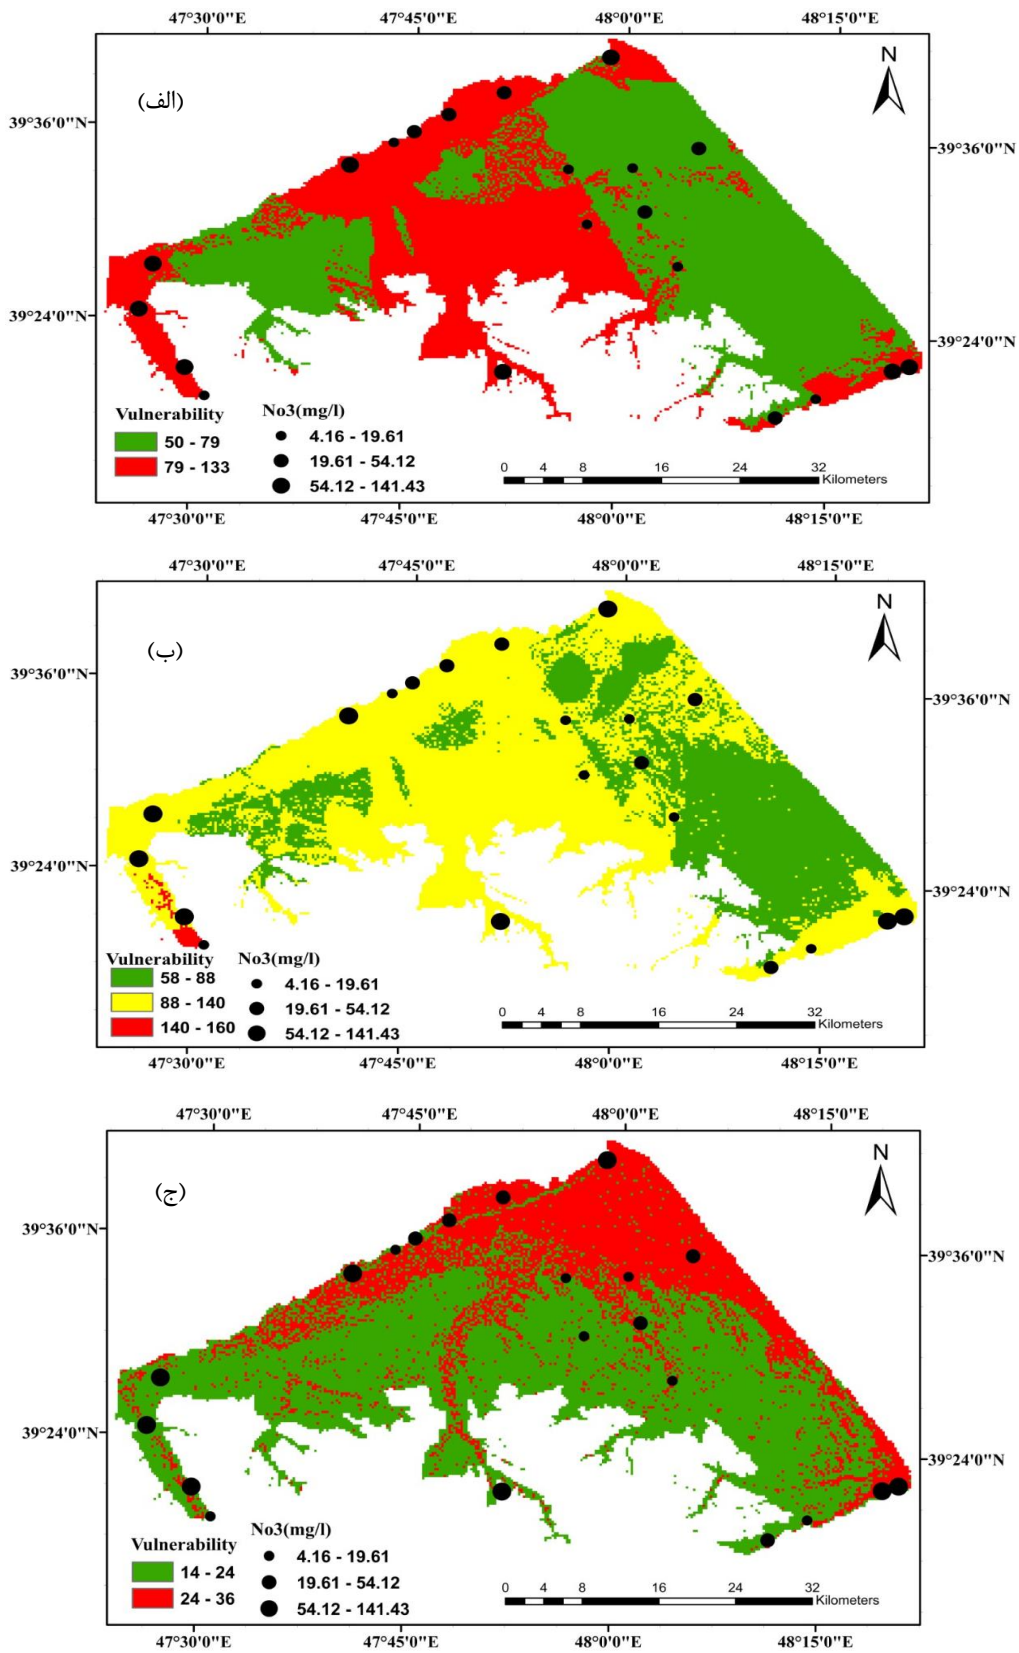 47°30'0"E 47°45'0"E 48°0'0"E 48°15'0"E
N
(الف)
39°36'0"N
39°36'0"N
39°24'0"N
39°24'0"N
Vulnerability
50 - 79
79 - 133
No3(mg/l)
4.16 - 19.61
19.61 - 54.12
54.12 - 141.43
0 4 8 16 24 32
Kilometers
47°30'0"E 47°45'0"E 48°0'0"E 48°15'0"E
47°30'0"E 47°45'0"E 48°0'0"E 48°15'0"E
N
(ب)
39°36'0"N
39°36'0"N
39°24'0"N
39°24'0"N
Vulnerability
58 - 88
88 - 140
140 - 160
No3(mg/l)
4.16 - 19.61
19.61 - 54.12
54.12 - 141.43
0 4 8 16 24 32
Kilometers
47°30'0"E 47°45'0"E 48°0'0"E 48°15'0"E
47°30'0"E 47°45'0"E 48°0'0"E 48°15'0"E
N
(ج)
39°36'0"N
39°36'0"N
39°24'0"N
39°24'0"N
Vulnerability
14 - 24
24 - 36
No3(mg/l)
4.16 - 19.61
19.61 - 54.12
54.12 - 141.43
0 4 8 16 24 32
Kilometers
47°30'0"E 47°45'0"E 48°0'0"E 48°15'0"E